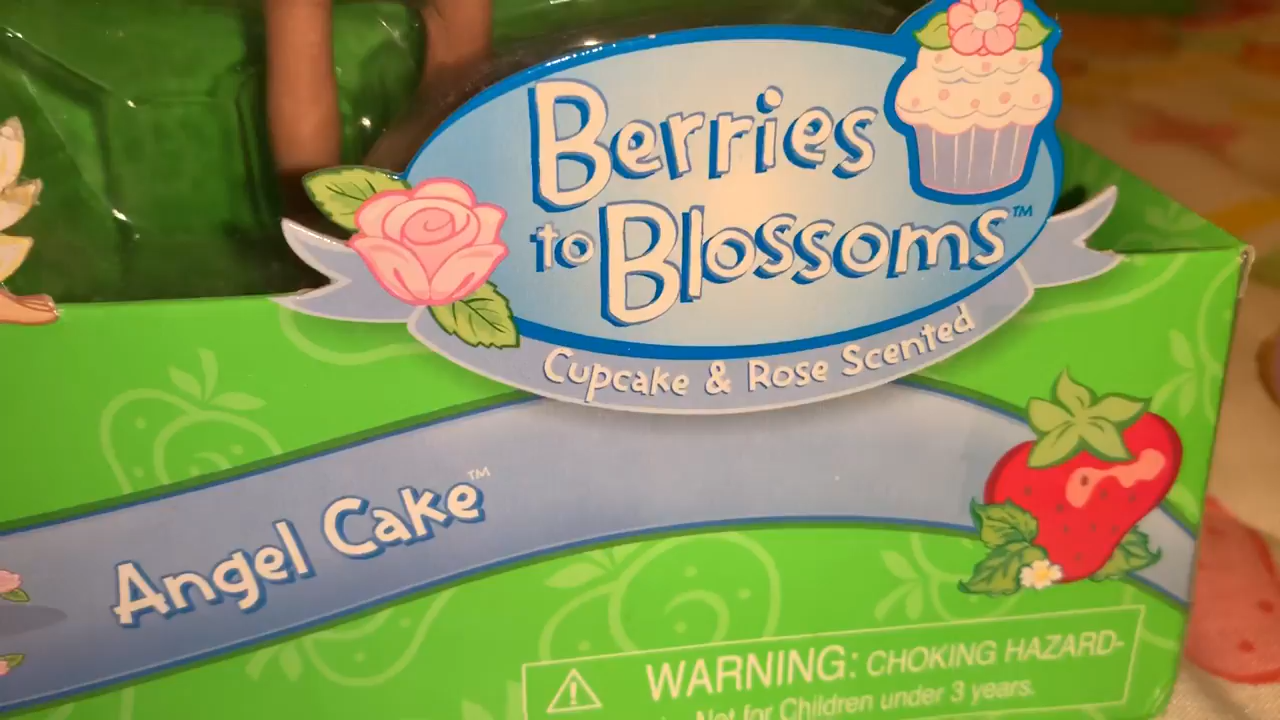 Berries
to Blossoms™
Cupcake & Rose Scented
Angel Cake™
WARNING: CHOKING HAZARD-
Not for Children under 3 years.